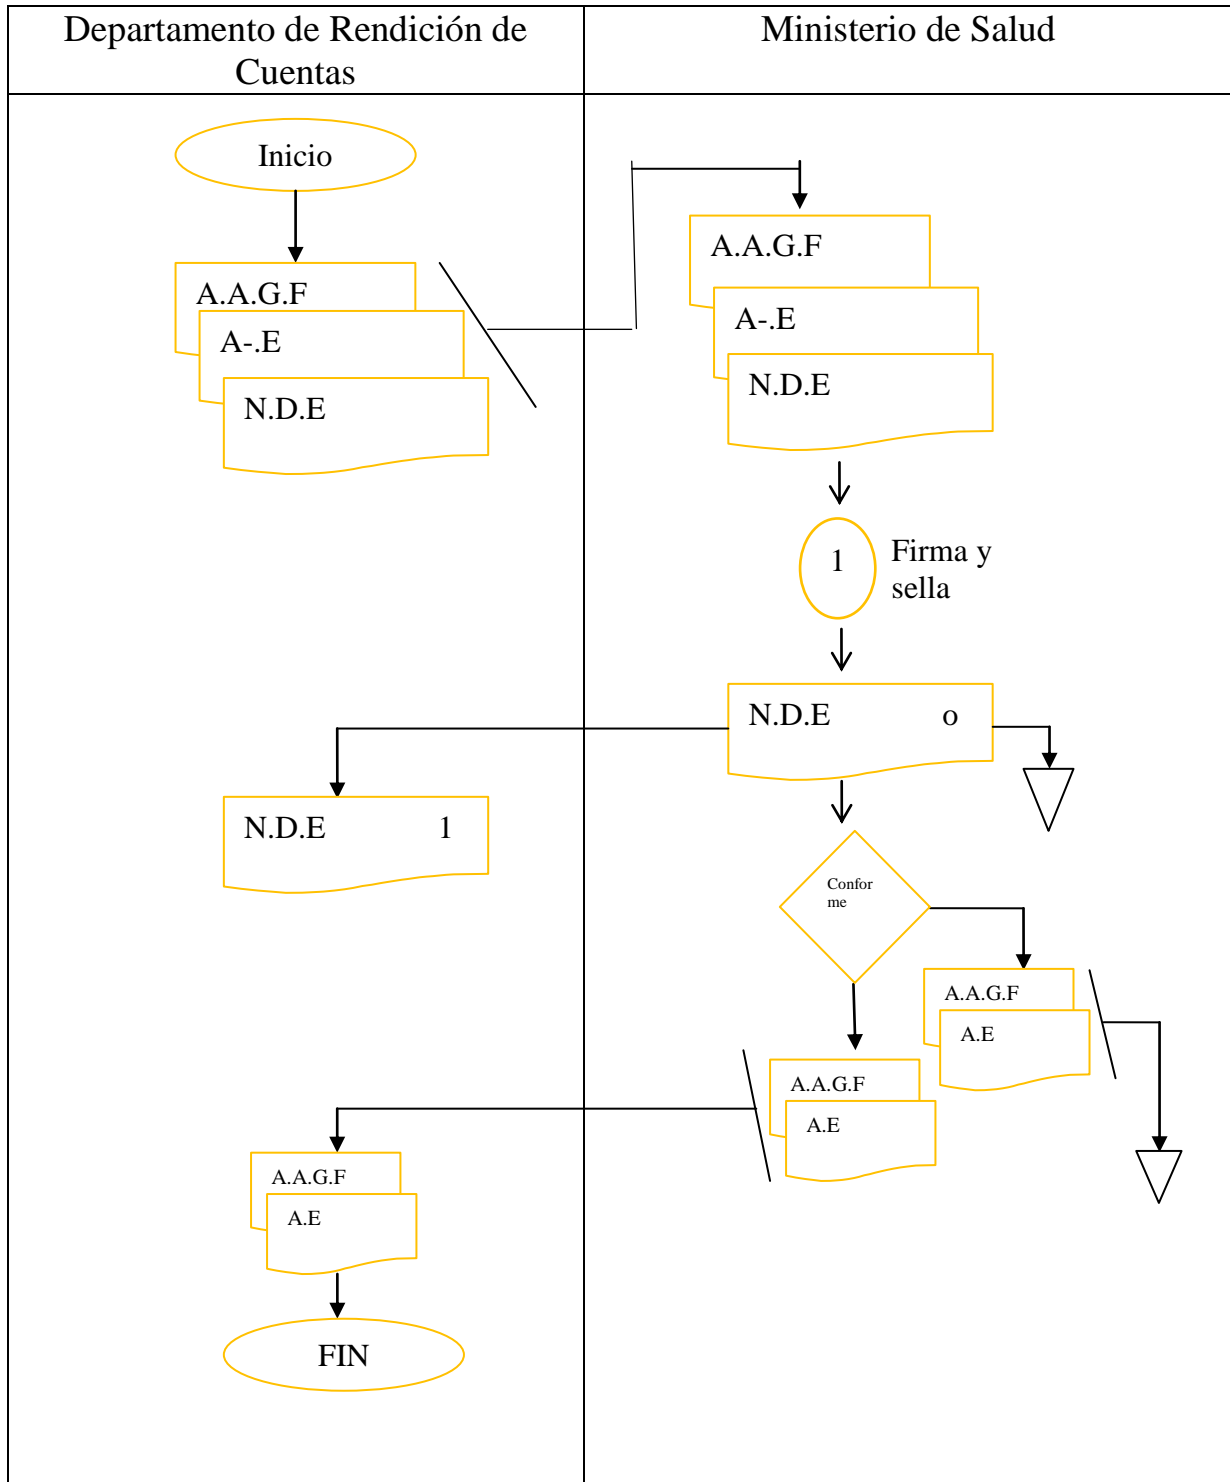 Departamento de Rendición de
Cuentas
Ministerio de Salud
Inicio
A.A.G.F
A-.E
N.D.E
A.A.G.F
A-.E
N.D.E
1
Firma y
sella
N.D.E o
N.D.E 1
Confor
me
A.A.G.F
A.E
A.A.G.F
A.E
A.A.G.F
A.E
FIN